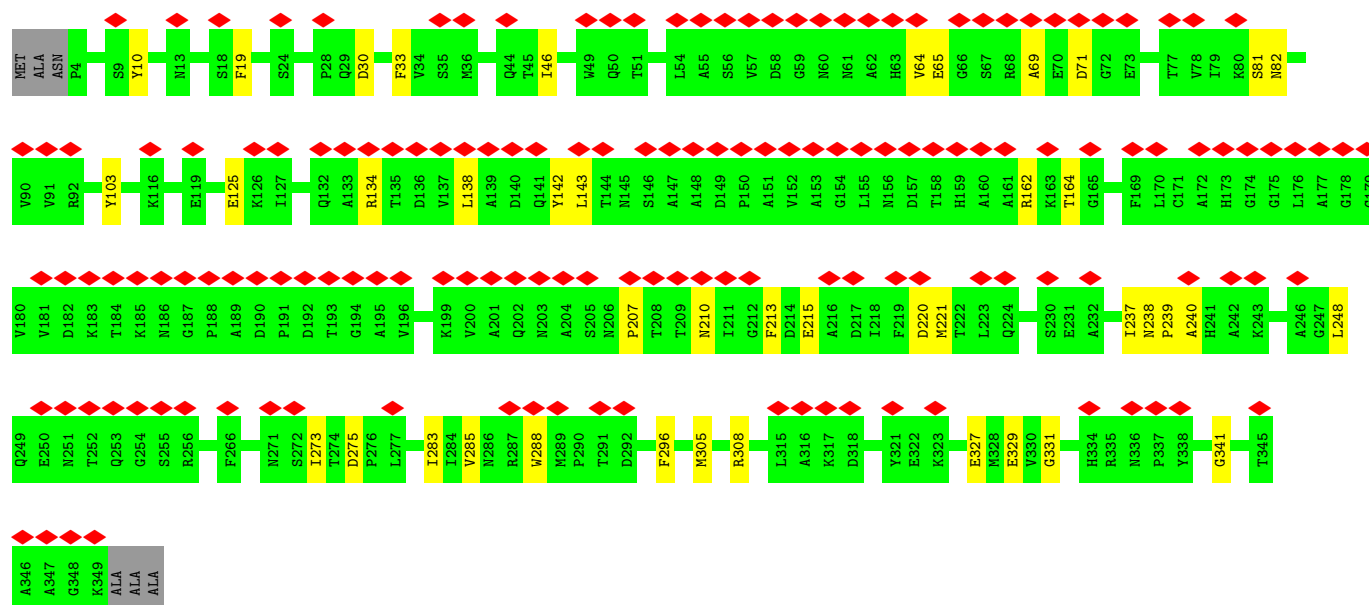 MET ALA ASN P4 S9 Y10 N13 S18 F19 S24 P28 Q29 D30 F33 V34 S35 M36 Q44 T45 I46 W49 Q50 T51 L54 A55 S56 V57 D58 G59 N60 N61 A62 H63 V64 E65 G66 S67 R68 A69 E70 D71 G72 E73 T77 V78 I79 K80 S81 N82
V90 V91 R92 Y103 K116 E119 E125 K126 I127 Q132 A133 R134 T135 D136 V137 L138 A139 D140 Q141 Y142 L143 T144 N145 S146 A147 A148 D149 P150 A151 V152 A153 G154 L155 N156 D157 T158 H159 A160 A161 R162 K163 T164 G165 F169 L170 C171 A172 H173 G174 G175 L176 A177 G178
V180 V181 D182 K183 T184 K185 N186 G187 P188 A189 D190 P191 D192 T193 G194 A195 V196 K199 V200 A201 Q202 N203 A204 S205 N206 P207 T208 T209 N210 I211 G212 F213 D214 E215 A216 D217 I218 F219 D220 M221 T222 L223 Q224 S230 E231 A232 I237 N238 P239 A240 H241 A242 K243 A246 G247 L248
Q249 E250 N251 T252 Q253 G254 S255 R256 F266 N271 S272 I273 T274 D275 P276 L277 I283 I284 V285 N286 R287 W288 M289 P290 T291 D292 F296 M305 R308 L315 A316 K317 D318 Y321 E322 K323 E327 M328 E329 V330 G331 H334 R335 N336 P337 Y338 G341 T345
A346 A347 G348 K349 ALA ALA ALA